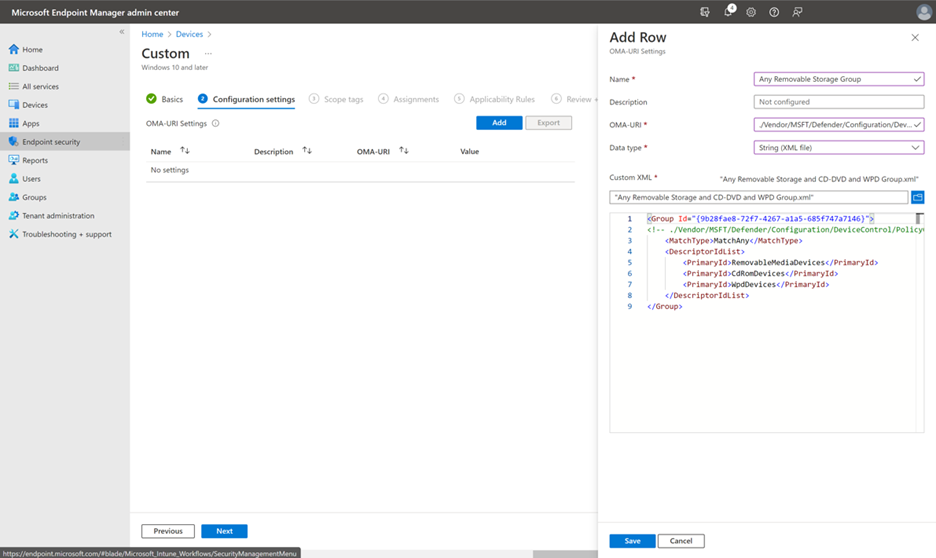 Microsoft Endpoint Manager admin center
4
«
Home
Dashboard
All services
Devices
Apps
Endpoint security
Reports
Users
Groups
Tenant administration
Troubleshooting + support
Home > Devices >
Custom ...
Windows 10 and later
Basics 2 Configuration settings 3 Scope tags 4 Assignments 5 Applicability Rules 6 Review +
OMA-URI Settings
Add Export
Name ↑↓ Description ↑↓ OMA-URI ↑↓ Value
No settings
Previous Next
https://endpoint.microsoft.com/#blade/Microsoft_Intune_Workflows/SecurityManagementMenu
Add Row
OMA-URI Settings
Name * Any Removable Storage Group
Description Not configured
OMA-URI * ./Vendor/MSFT/Defender/Configuration/Dev...
Data type * String (XML file)
Custom XML * "Any Removable Storage and CD-DVD and WPD Group.xml"
"Any Removable Storage and CD-DVD and WPD Group.xml"
1 <Group Id="{9b28fae8-72f7-4267-a1a5-685f747a7146}">
2 <!-- ./Vendor/MSFT/Defender/Configuration/DeviceControl/Policy
3 <MatchType>MatchAny</MatchType>
4 <DescriptorIdList>
5 <PrimaryId>RemovableMediaDevices</PrimaryId>
6 <PrimaryId>CdRomDevices</PrimaryId>
7 <PrimaryId>WpdDevices</PrimaryId>
8 </DescriptorIdList>
9 </Group>
Save Cancel